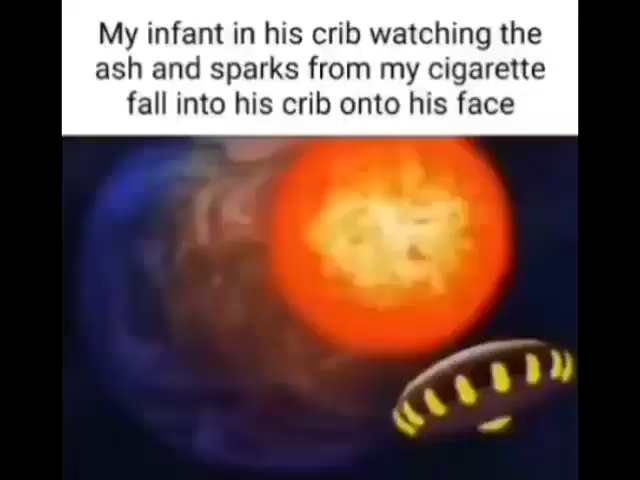 My infant in his crib watching the
ash and sparks from my cigarette
fall into his crib onto his face